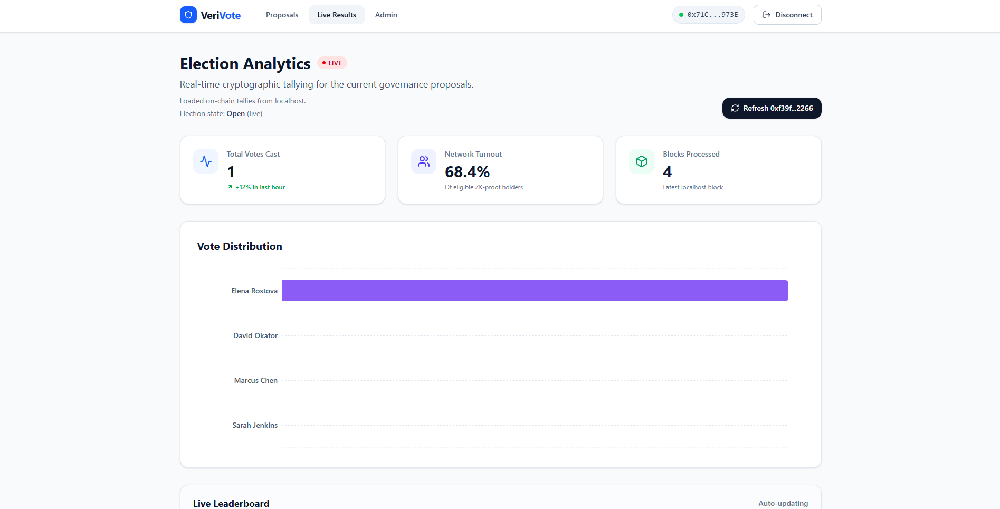 VeriVote
Proposals
Live Results
Admin
0x71C...973E
Disconnect
Election Analytics
LIVE
Real-time cryptographic tallying for the current governance proposals.
Loaded on-chain tallies from localhost.
Election state: Open (live)
Refresh 0xf39f...2266
Total Votes Cast
1
+12% in last hour
Network Turnout
68.4%
Of eligible ZK-proof holders
Blocks Processed
4
Latest localhost block
Vote Distribution
Elena Rostova
David Okafor
Marcus Chen
Sarah Jenkins
Live Leaderboard
Auto-updating